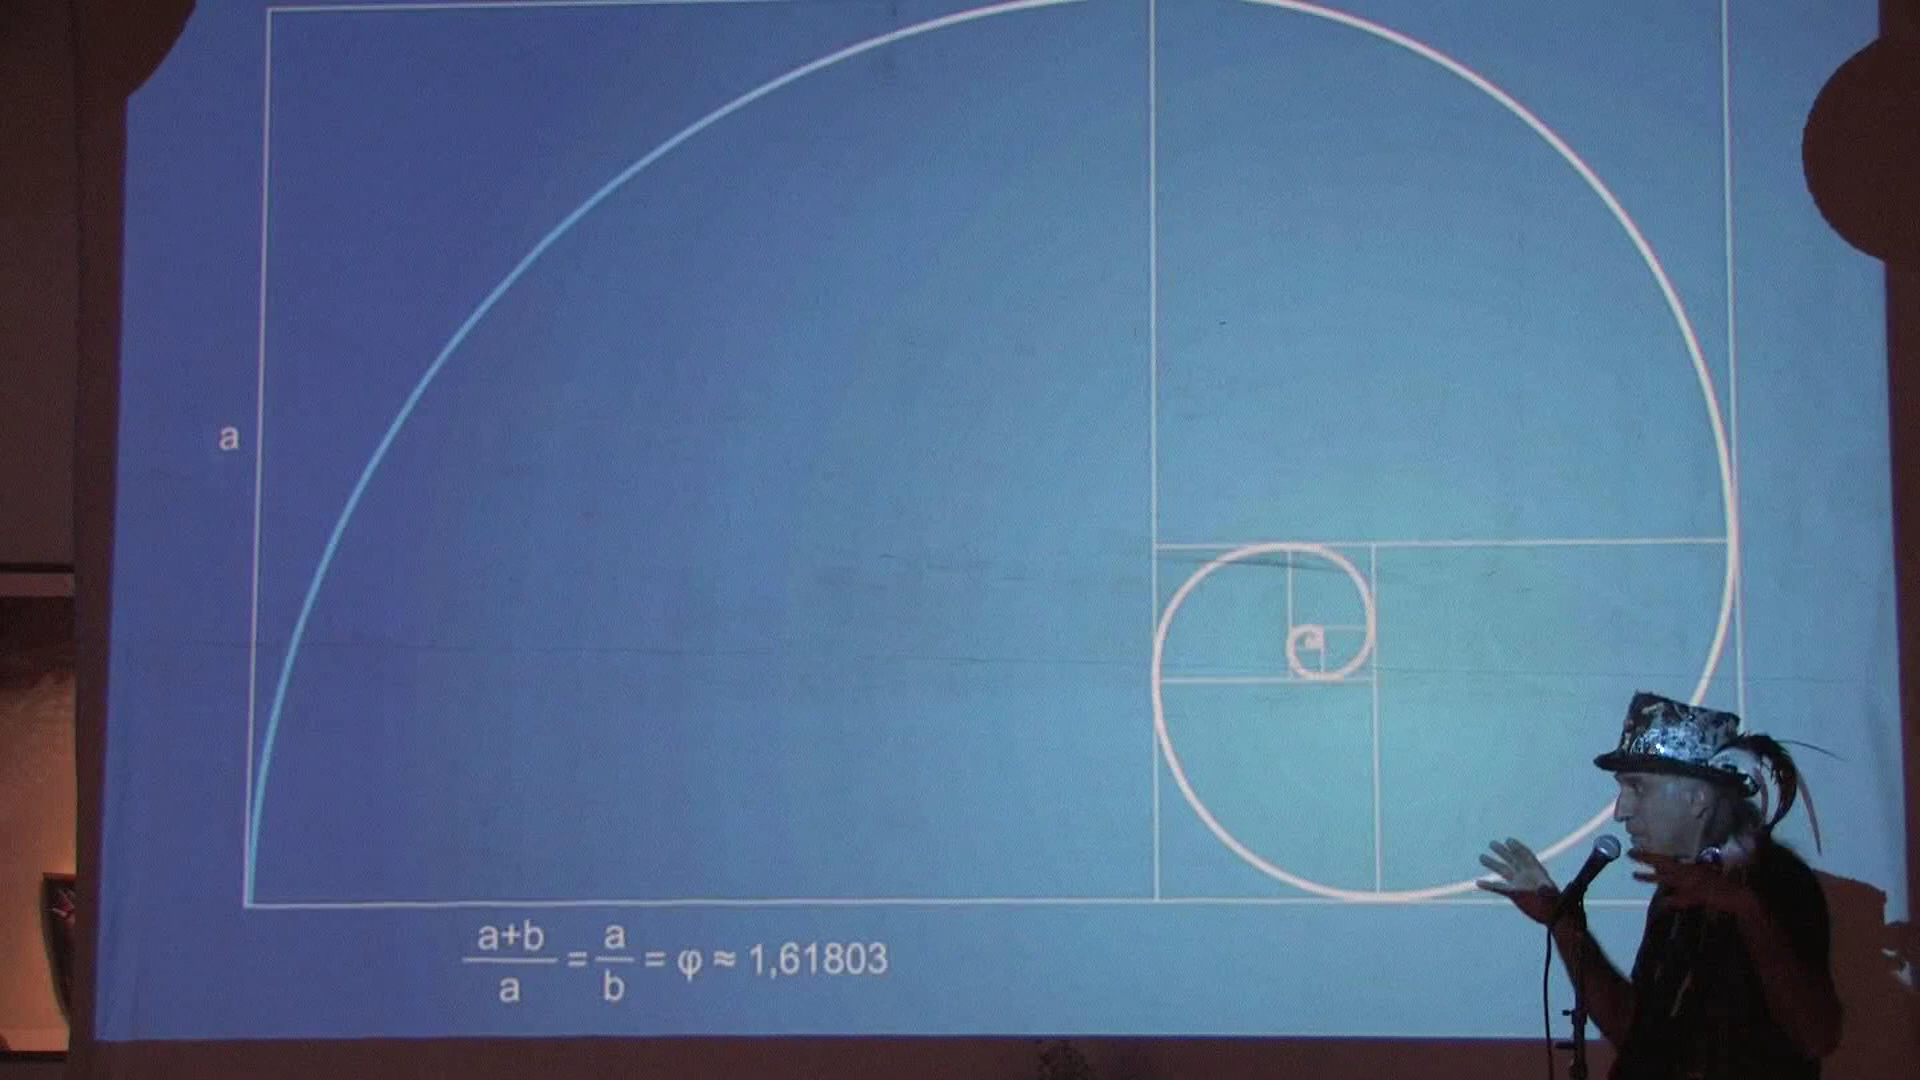 a
a+b/a = a/b = φ ≈ 1,61803